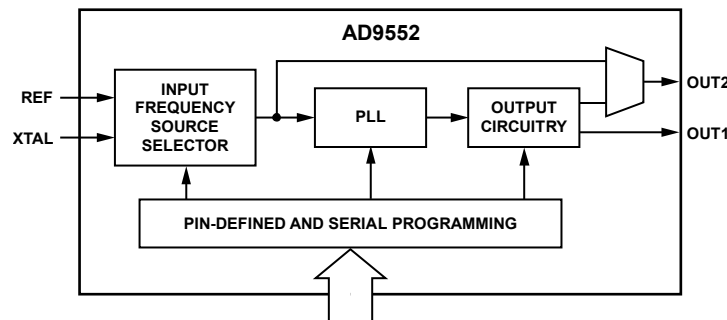 AD9552
REF
XTAL
INPUT
FREQUENCY
SOURCE
SELECTOR
PLL
OUTPUT
CIRCUITRY
OUT2
OUT1
PIN-DEFINED AND SERIAL PROGRAMMING